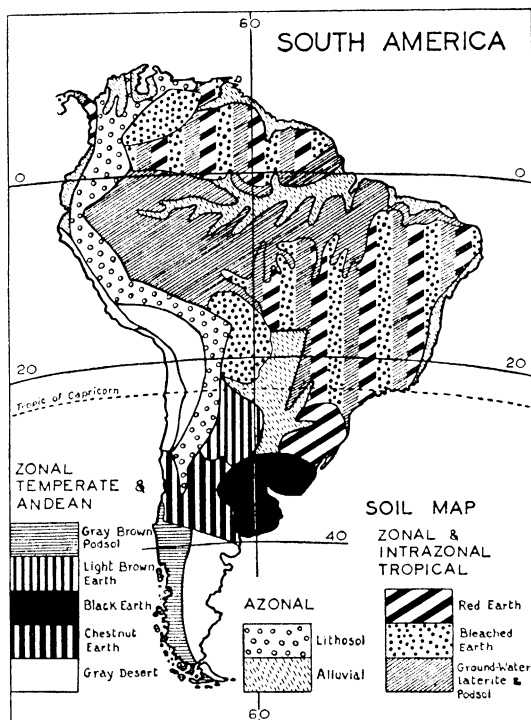 60
SOUTH AMERICA
0
0
20
20
Tropic of Capricorn
ZONAL
TEMPERATE &
ANDEAN
Gray Brown
Podsol
Light Brown
Earth
Black Earth
Chestnut
Earth
Gray Desert
40
AZONAL
Lithosol
Alluvial
SOIL MAP
ZONAL &
INTRAZONAL
TROPICAL
Red Earth
Bleached
Earth
Ground-Water
laterite &
Podsol
60